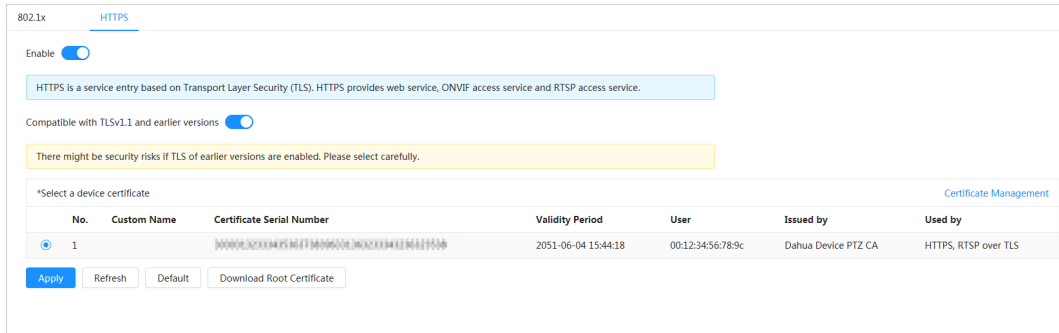 802.1x HTTPS
Enable
HTTPS is a service entry based on Transport Layer Security (TLS). HTTPS provides web service, ONVIF access service and RTSP access service.
Compatible with TLSv1.1 and earlier versions
There might be security risks if TLS of earlier versions are enabled. Please select carefully.
*Select a device certificate Certificate Management
No. Custom Name Certificate Serial Number Validity Period User Issued by Used by
1 2051-06-04 15:44:18 00:12:34:56:78:9c Dahua Device PTZ CA HTTPS, RTSP over TLS
Apply Refresh Default Download Root Certificate